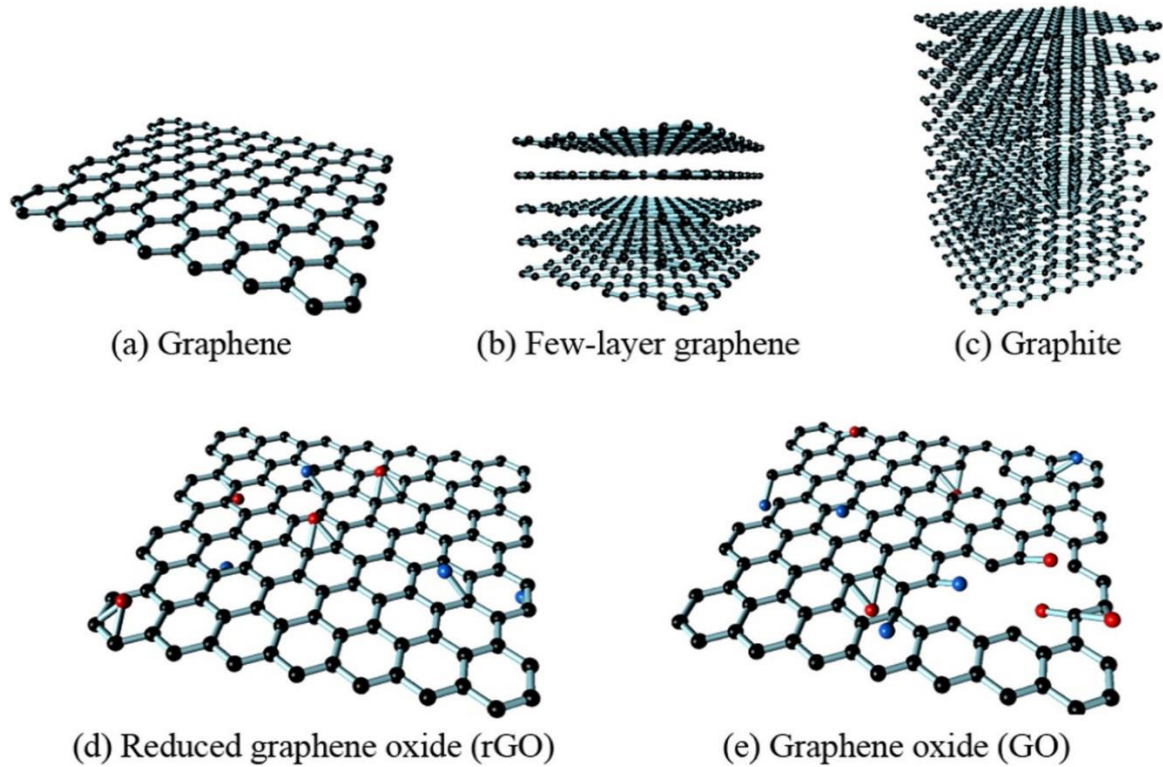 (a) Graphene
(b) Few-layer graphene
(c) Graphite
(d) Reduced graphene oxide (rGO)
(e) Graphene oxide (GO)